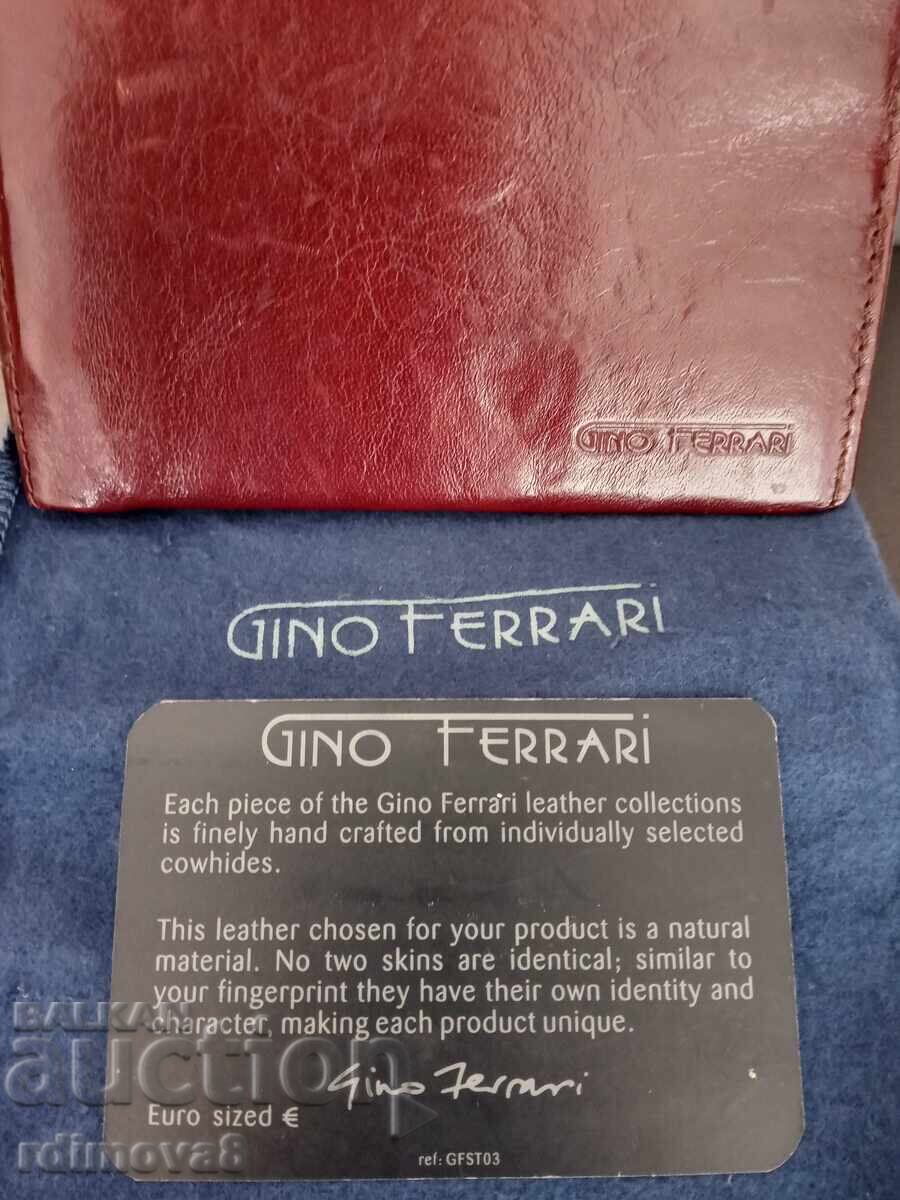 GINO FERRARI
GINO FERRARI
GINO FERRARI
Each piece of the Gino Ferrari leather collections
is finely hand crafted from individually selected
cowhides.
This leather chosen for your product is a natural
material. No two skins are identical; similar to
your fingerprint they have their own identity and
character, making each product unique.
Gino Ferrari
Euro sized €
ref: GFST03
BALKAN
auction
rdimova8